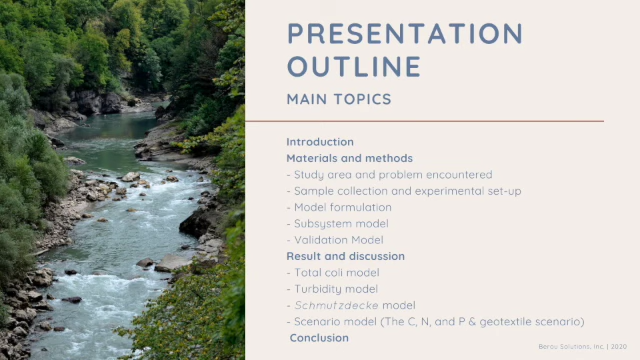 PRESENTATION
OUTLINE
MAIN TOPICS
Introduction
Materials and methods
- Study area and problem encountered
- Sample collection and experimental set-up
- Model formulation
- Subsystem model
- Validation Model
Result and discussion
- Total coli model
- Turbidity model
- Schmutzdecke model
- Scenario model (The C, N, and P & geotextile scenario)
Conclusion
Berou Solutions, Inc. | 2020